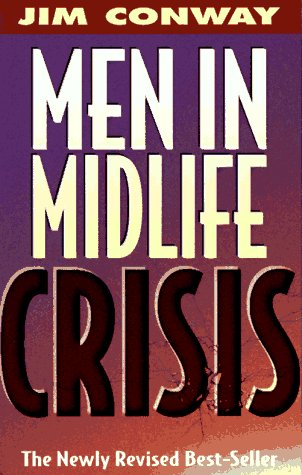 JIM CONWAY
MEN IN
MIDLIFE
CRISIS
The Newly Revised Best-Seller